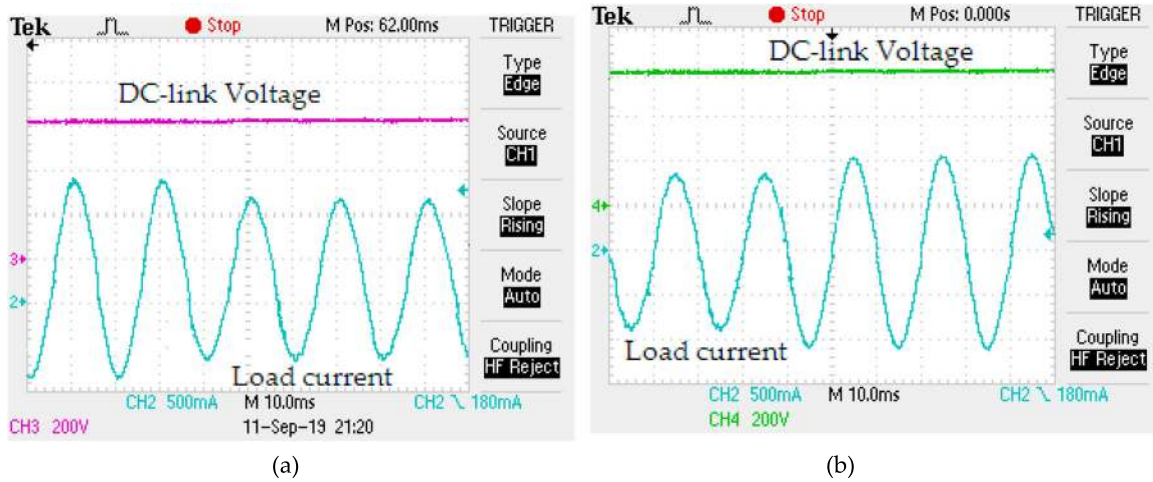 Tek Stop M Pos: 62.00ms TRIGGER
DC-link Voltage
Type
Edge
Source
CH1
Slope
Rising
3
Mode
Auto
2
Coupling
HF Reject
Load current
CH2 500mA M 10.0ms CH2 180mA
CH3 200V 11-Sep-19 21:20
(a)
Tek Stop M Pos: 0.000s TRIGGER
DC-link Voltage
Type
Edge
Source
CH1
Slope
Rising
4
2
Mode
Auto
Coupling
HF Reject
Load current
CH2 500mA M 10.0ms CH2 180mA
CH4 200V
(b)